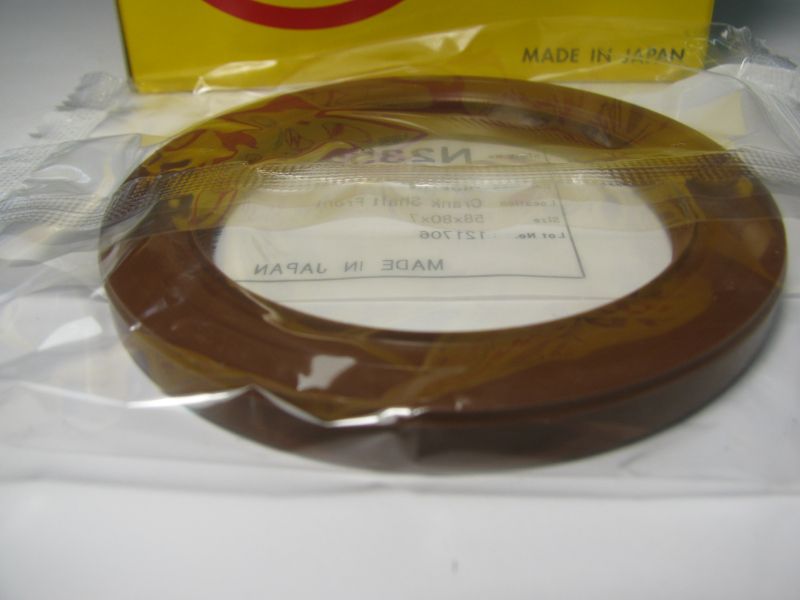 MADE IN JAPAN
N23
Location Crank Shaft Front
Size 58x80x7
Lot No. 121706
MADE IN JAPAN